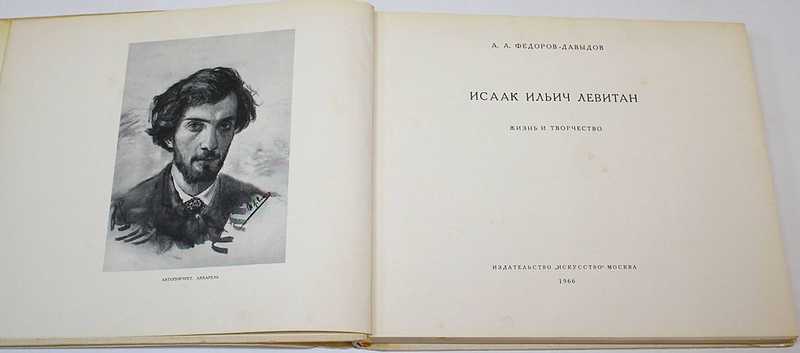 АВТОПОРТРЕТ. АКВАРЕЛЬ
А. А. ФЕДОРОВ-ДАВЫДОВ
ИСААК ИЛЬИЧ ЛЕВИТАН
ЖИЗНЬ И ТВОРЧЕСТВО
ИЗДАТЕЛЬСТВО „ИСКУССТВО“ МОСКВА
1966